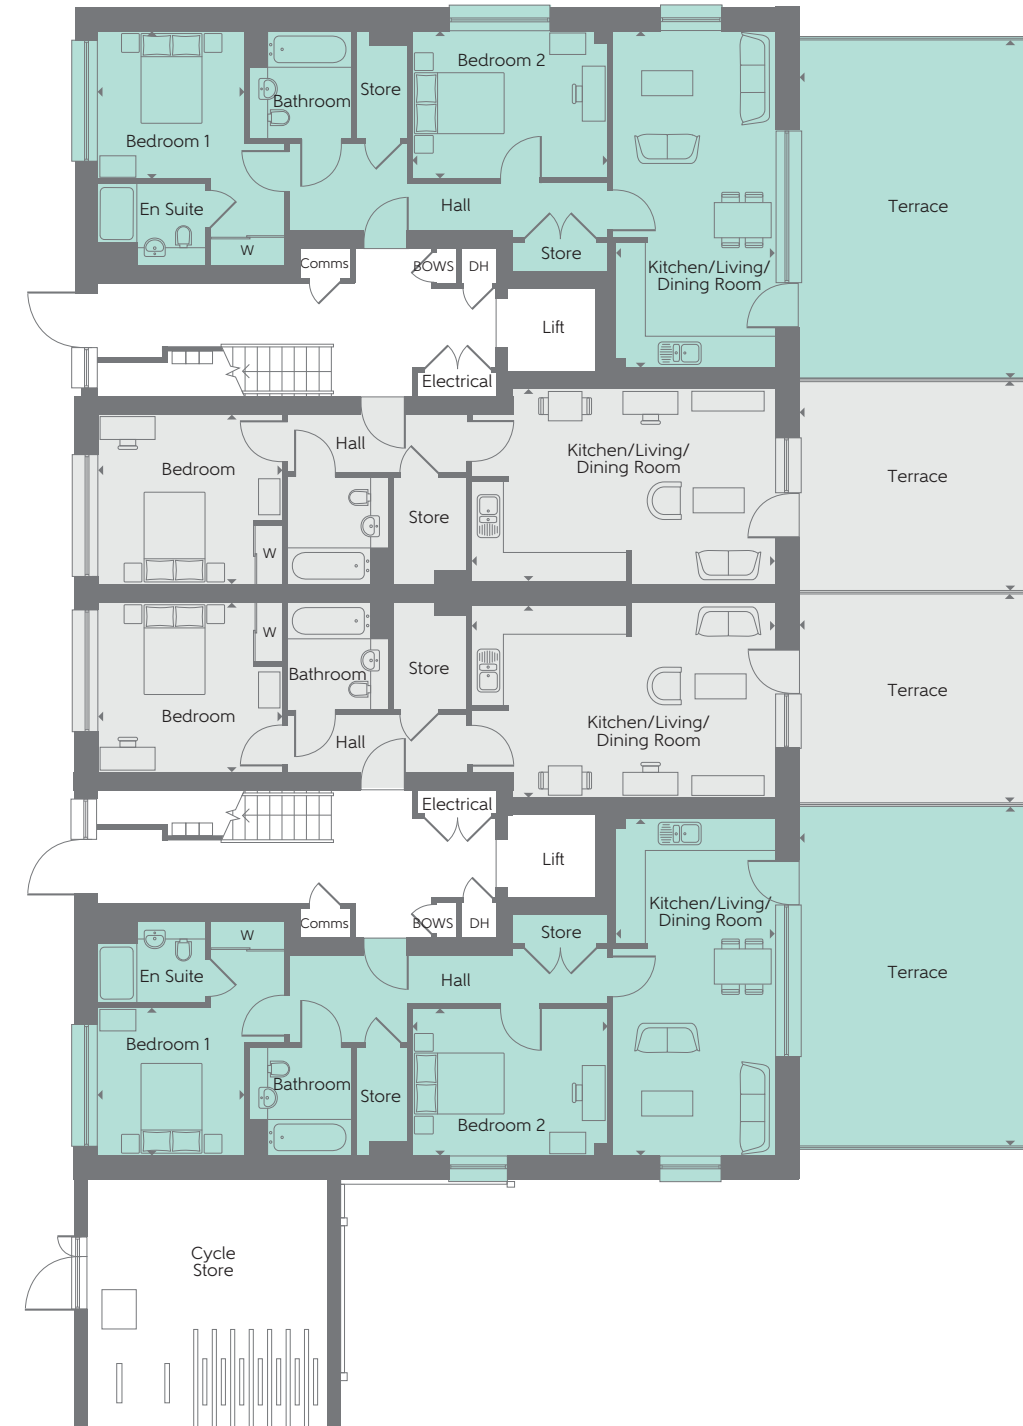 Bedroom 2
Bathroom
Store
Bedroom 1
En Suite
Hall
Terrace
W
Store
Comms
BOWS
DH
Kitchen/Living/
Dining Room
Lift
Electrical
Hall
Bedroom
Kitchen/Living/
Dining Room
Terrace
Store
W
W
Bathroom
Store
Terrace
Bedroom
Hall
Kitchen/Living/
Dining Room
Electrical
Lift
Comms
BOWS
DH
Kitchen/Living/
Dining Room
W
Store
En Suite
Hall
Terrace
Bedroom 1
Bathroom
Store
Bedroom 2
Cycle
Store